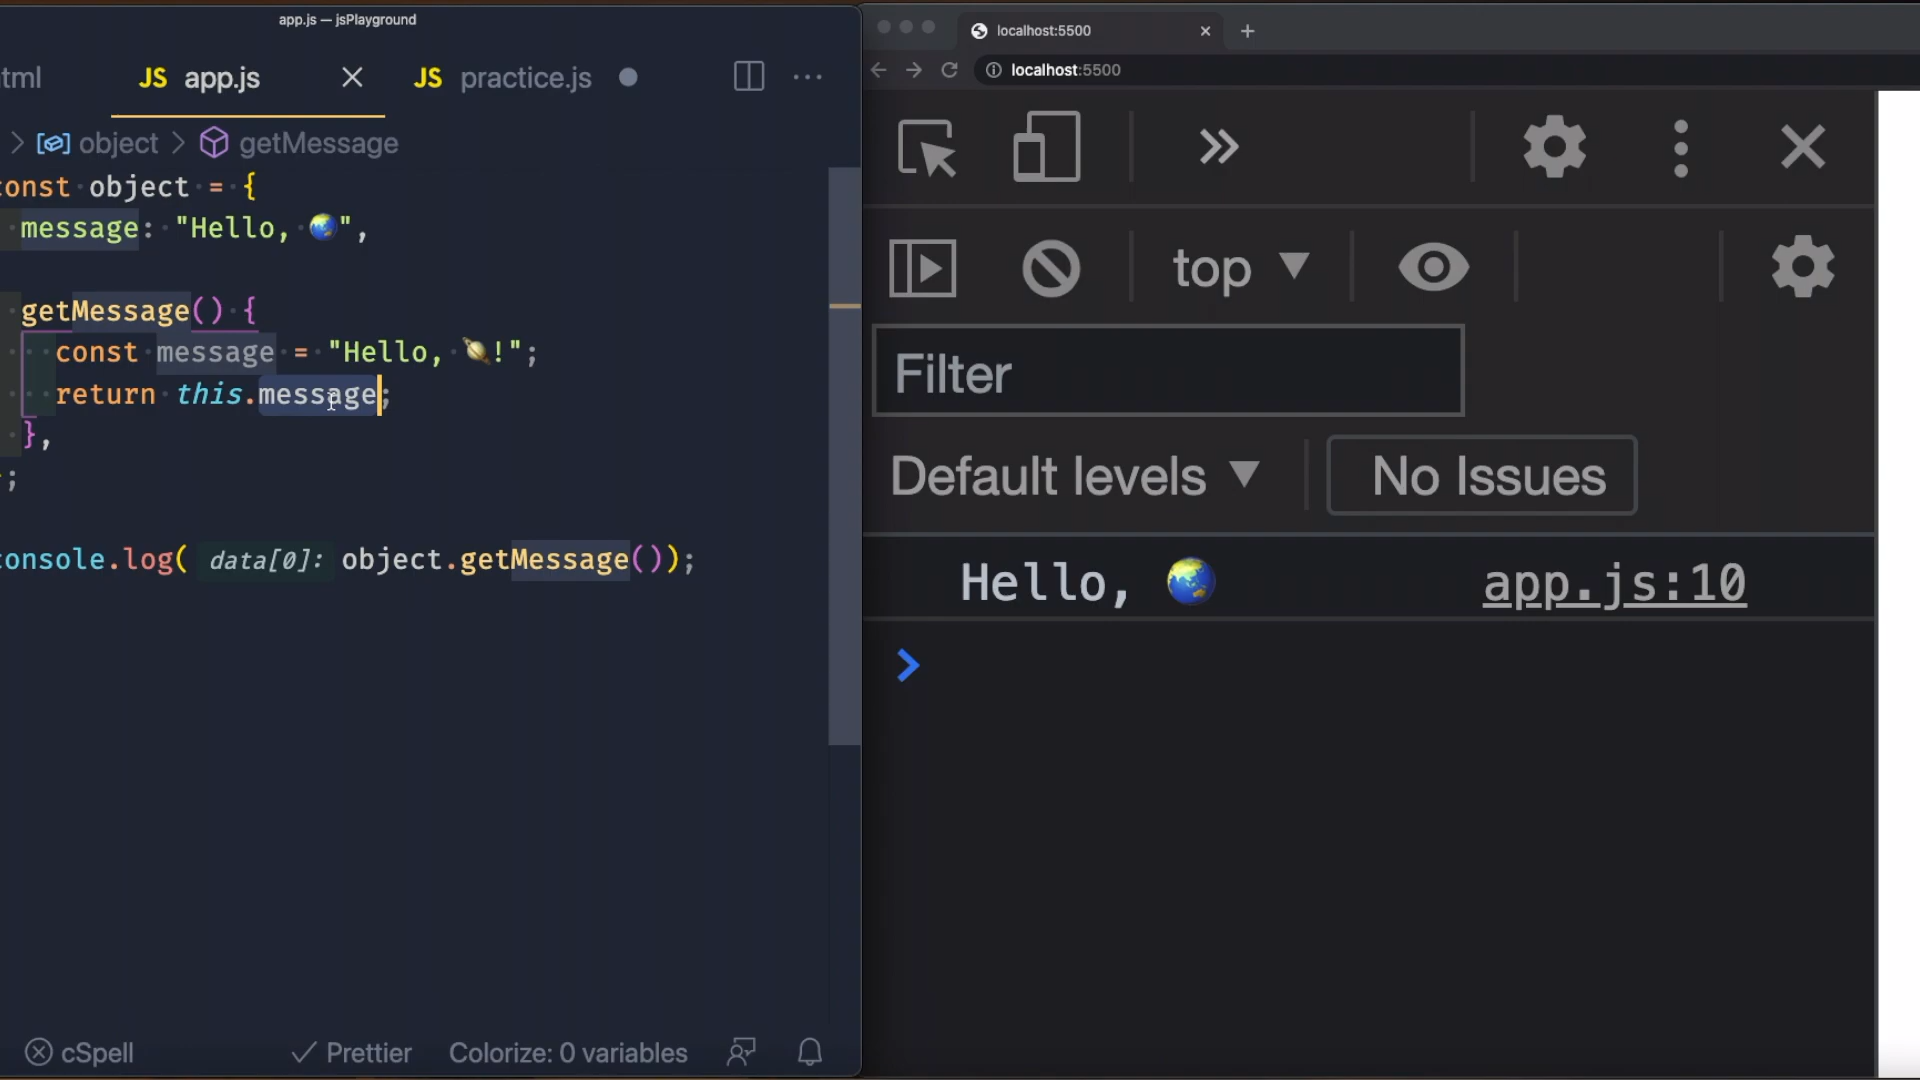 app.js — jsPlayground
tml
JS app.js
JS practice.js
object > getMessage
onst object = {
message: "Hello, 🌏",
getMessage() {
const message = "Hello, 🪐!";
return this.message;
},
;
onsole.log( data[0]: object.getMessage());
cSpell
Prettier
Colorize: 0 variables
localhost:5500
localhost:5500
top
Filter
Default levels
No Issues
Hello, 🌏
app.js:10